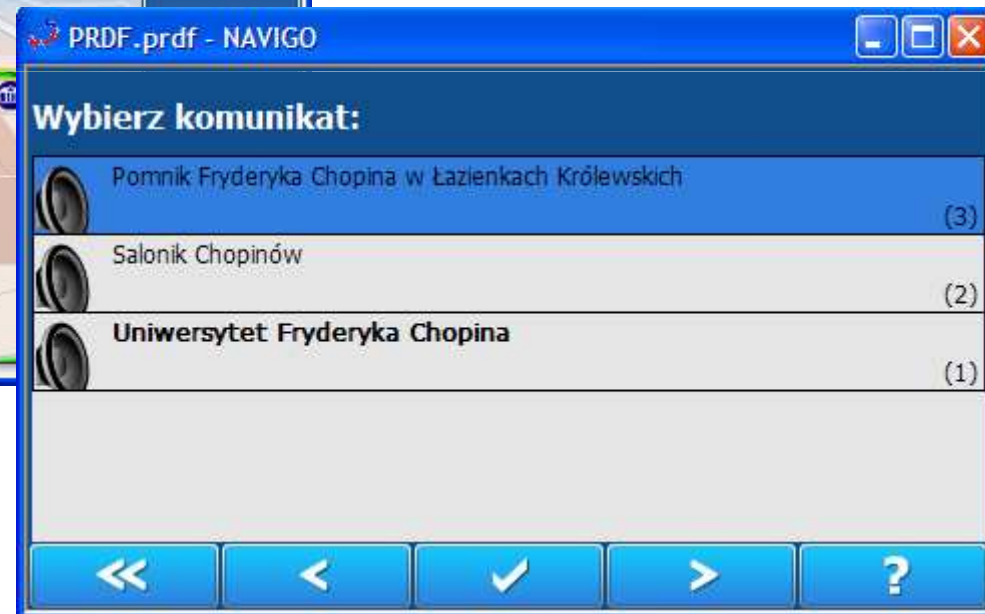 PRDF.prdf - NAVIGO
Wybierz komunikat:
Pomnik Fryderyka Chopina w Łazienkach Królewskich
(3)
Salonik Chopinów
(2)
Uniwersytet Fryderyka Chopina
(1)
?